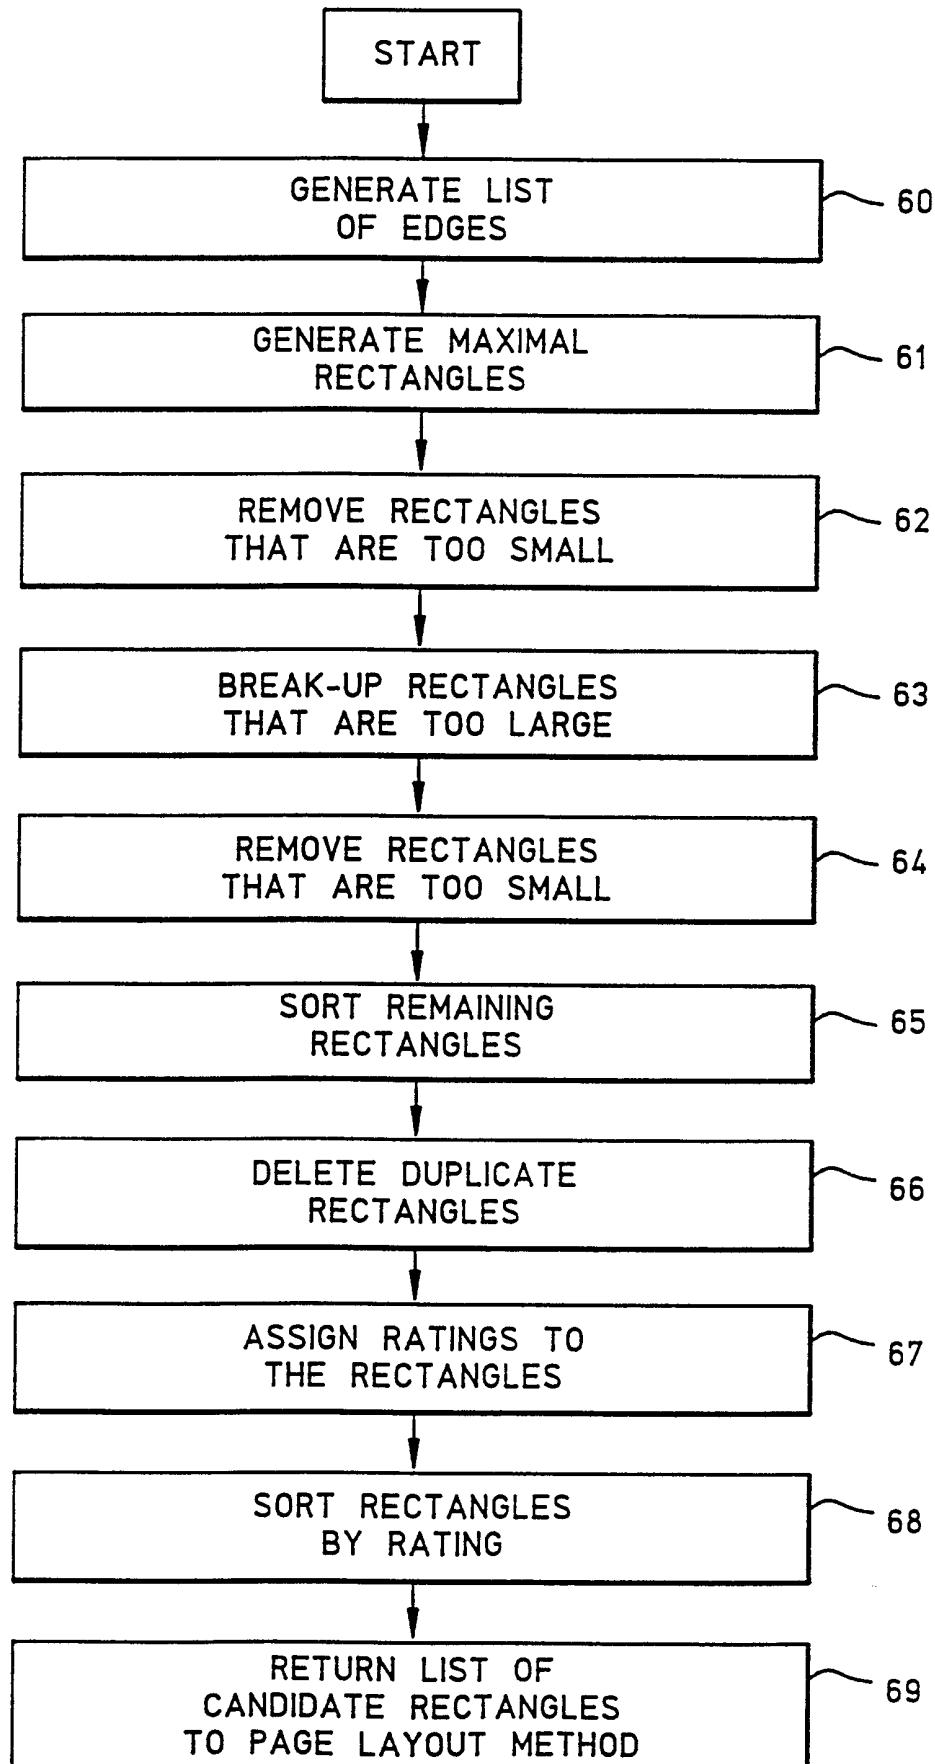 START
GENERATE LIST
OF EDGES
60
GENERATE MAXIMAL
RECTANGLES
61
REMOVE RECTANGLES
THAT ARE TOO SMALL
62
BREAK-UP RECTANGLES
THAT ARE TOO LARGE
63
REMOVE RECTANGLES
THAT ARE TOO SMALL
64
SORT REMAINING
RECTANGLES
65
DELETE DUPLICATE
RECTANGLES
66
ASSIGN RATINGS TO
THE RECTANGLES
67
SORT RECTANGLES
BY RATING
68
RETURN LIST OF
CANDIDATE RECTANGLES
TO PAGE LAYOUT METHOD
69